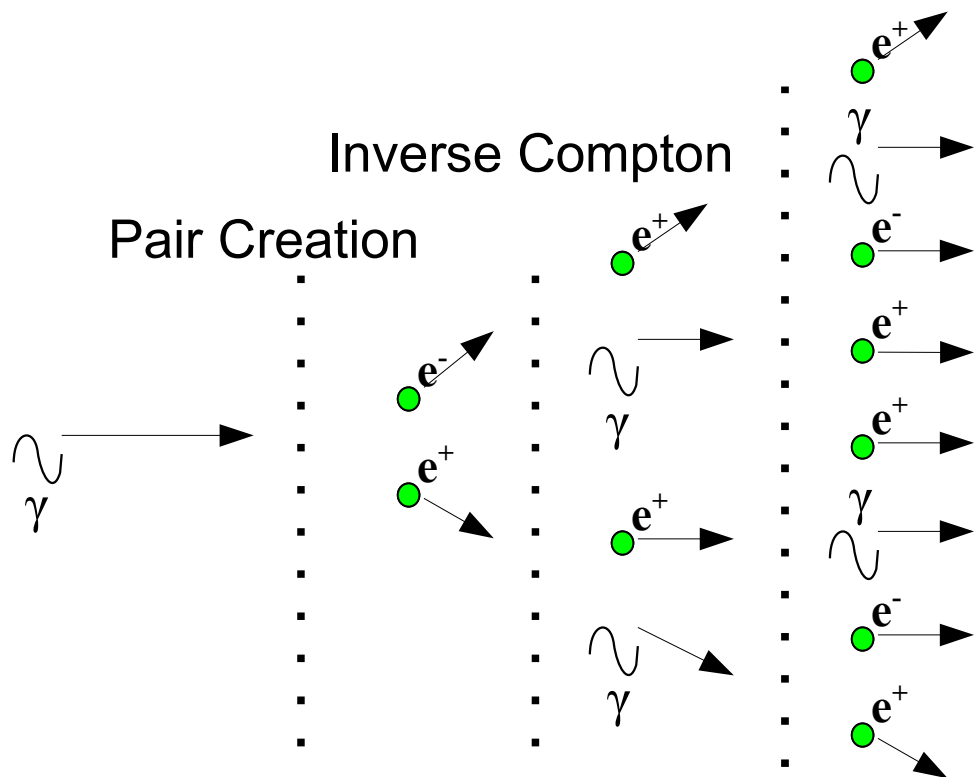 Pair Creation
Inverse Compton
γ
e-
e+
e+
γ
e+
γ
e+
γ
e-
e+
e+
γ
e-
e+